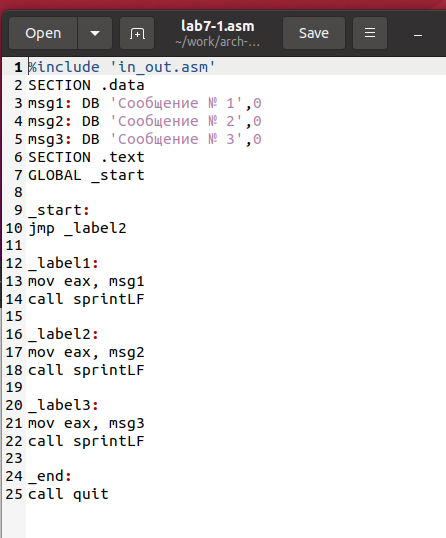 Open
lab7-1.asm
~/work/arch-...
Save
1 %include 'in_out.asm'
2 SECTION .data
3 msg1: DB 'Сообщение № 1',0
4 msg2: DB 'Сообщение № 2',0
5 msg3: DB 'Сообщение № 3',0
6 SECTION .text
7 GLOBAL _start
8
9 _start:
10 jmp _label2
11
12 _label1:
13 mov eax, msg1
14 call sprintLF
15
16 _label2:
17 mov eax, msg2
18 call sprintLF
19
20 _label3:
21 mov eax, msg3
22 call sprintLF
23
24 _end:
25 call quit